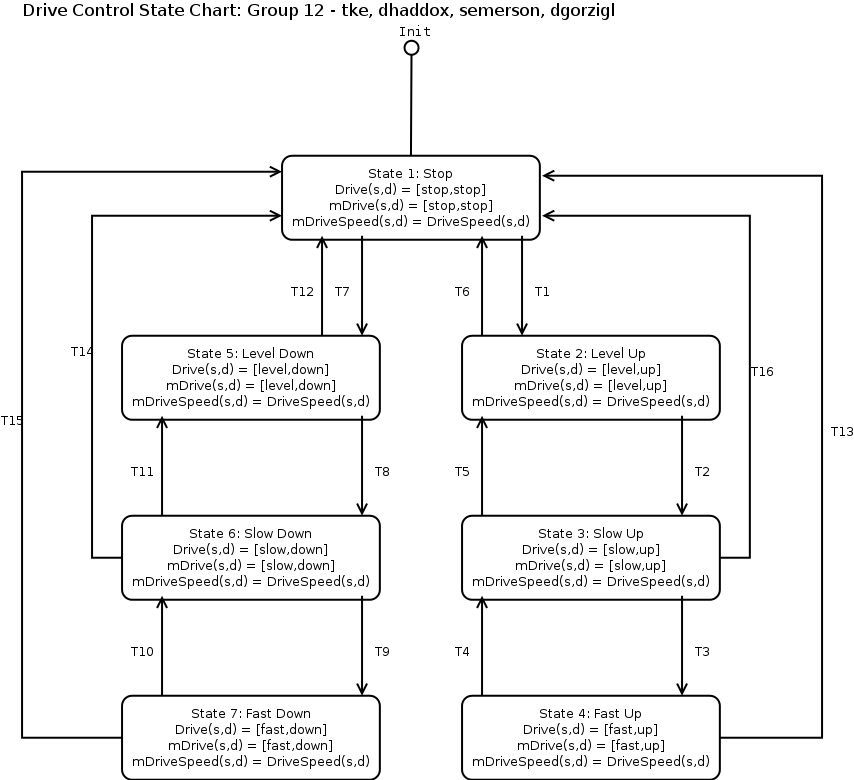 Drive Control State Chart: Group 12 - tke, dhaddox, semerson, dgorzigl
Init
State 1: Stop
Drive(s,d) = [stop,stop]
mDrive(s,d) = [stop,stop]
mDriveSpeed(s,d) = DriveSpeed(s,d)
T12
T7
T6
T1
State 5: Level Down
Drive(s,d) = [level,down]
mDrive(s,d) = [level,down]
mDriveSpeed(s,d) = DriveSpeed(s,d)
State 2: Level Up
Drive(s,d) = [level,up]
mDrive(s,d) = [level,up]
mDriveSpeed(s,d) = DriveSpeed(s,d)
T14
T16
T15
T13
T11
T8
T5
T2
State 6: Slow Down
Drive(s,d) = [slow,down]
mDrive(s,d) = [slow,down]
mDriveSpeed(s,d) = DriveSpeed(s,d)
State 3: Slow Up
Drive(s,d) = [slow,up]
mDrive(s,d) = [slow,up]
mDriveSpeed(s,d) = DriveSpeed(s,d)
T10
T9
T4
T3
State 7: Fast Down
Drive(s,d) = [fast,down]
mDrive(s,d) = [fast,down]
mDriveSpeed(s,d) = DriveSpeed(s,d)
State 4: Fast Up
Drive(s,d) = [fast,up]
mDrive(s,d) = [fast,up]
mDriveSpeed(s,d) = DriveSpeed(s,d)